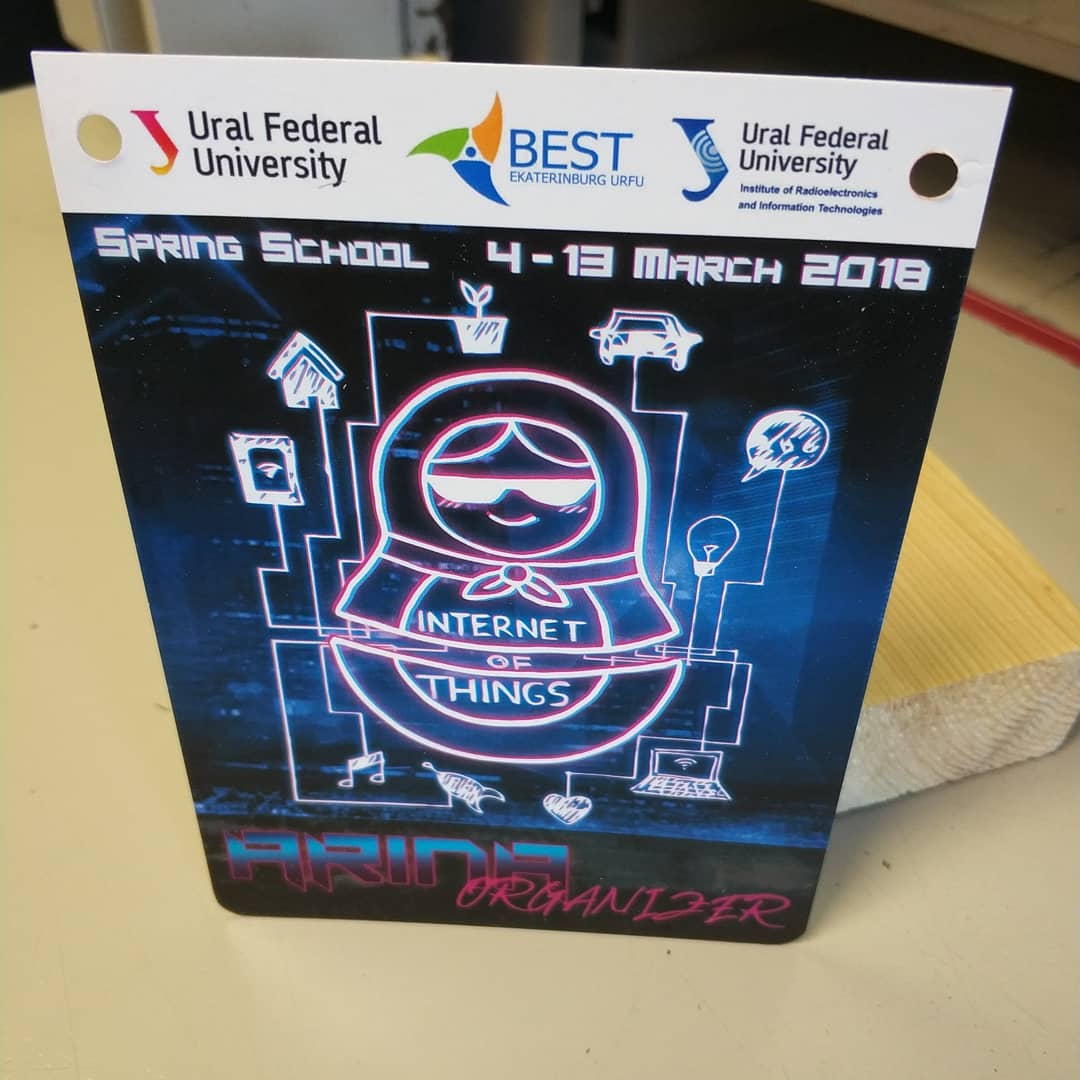 Ural Federal
University
BEST
EKATERINBURG URFU
Ural Federal
University
Institute of Radioelectronics
and Information Technologies
Spring School 4-13 March 2018
INTERNET
OF
THINGS
ARINA
ORGANIZER